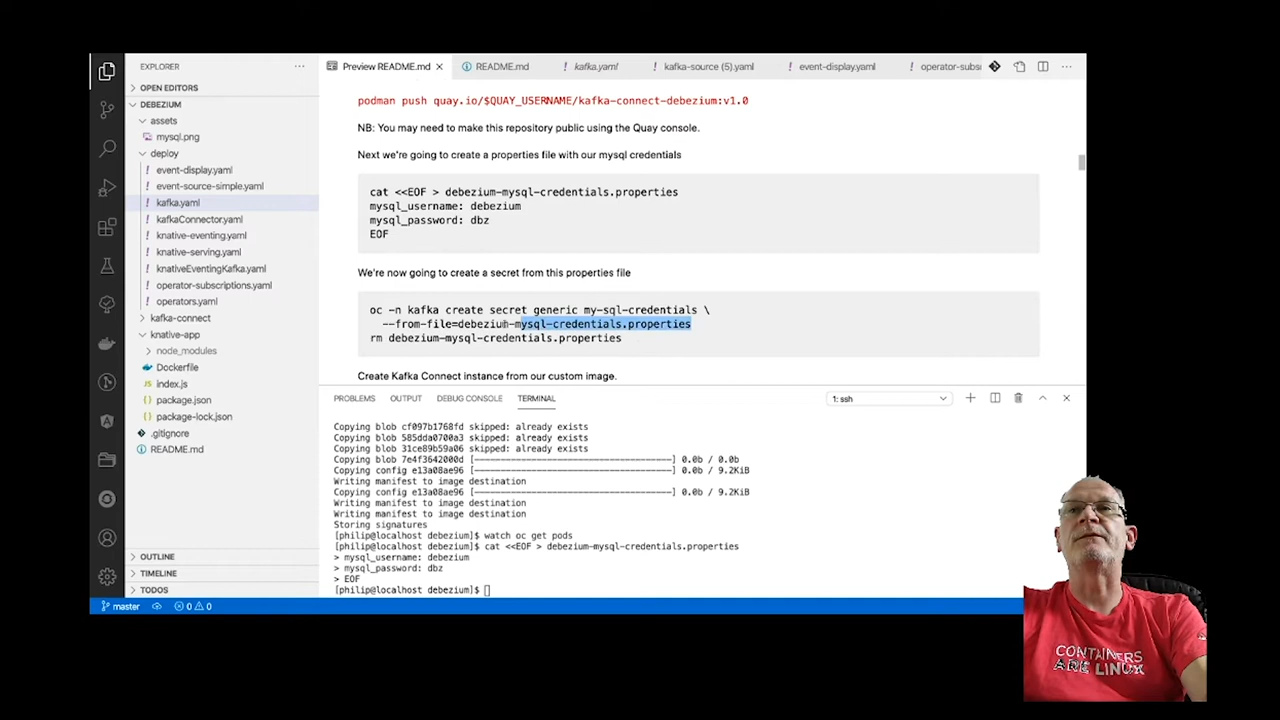 EXPLORER
Preview README.md
README.md
kafka.yaml
kafka-source (5).yaml
event-display.yaml
operator-subs
OPEN EDITORS
DEBEZIUM
assets
mysql.png
deploy
event-display.yaml
event-source-simple.yaml
kafka.yaml
kafkaConnector.yaml
knative-eventing.yaml
knative-serving.yaml
knativeEventingKafka.yaml
operator-subscriptions.yaml
operators.yaml
kafka-connect
knative-app
node_modules
Dockerfile
index.js
package.json
package-lock.json
.gitignore
README.md
OUTLINE
TIMELINE
TODOS
podman push quay.io/$QUAY_USERNAME/kafka-connect-debezium:v1.0
NB: You may need to make this repository public using the Quay console.
Next we're going to create a properties file with our mysql credentials
cat <<EOF > debezium-mysql-credentials.properties
mysql_username: debezium
mysql_password: dbz
EOF
We're now going to create a secret from this properties file
oc -n kafka create secret generic my-sql-credentials \
--from-file=debezium-mysql-credentials.properties
rm debezium-mysql-credentials.properties
Create Kafka Connect instance from our custom image.
PROBLEMS
OUTPUT
DEBUG CONSOLE
TERMINAL
1: ssh
Copying blob cf097b1768fd skipped: already exists
Copying blob 585dda0700a3 skipped: already exists
Copying blob 31ce89b59a06 skipped: already exists
Copying blob 7e4f3642000d [--------------------------------------] 0.0b / 0.0b
Copying config e13a08ae96 [--------------------------------------] 0.0b / 9.2KiB
Writing manifest to image destination
Copying config e13a08ae96 [--------------------------------------] 0.0b / 9.2KiB
Writing manifest to image destination
Writing manifest to image destination
Storing signatures
[philip@localhost debezium]$ watch oc get pods
[philip@localhost debezium]$ cat <<EOF > debezium-mysql-credentials.properties
> mysql_username: debezium
> mysql_password: dbz
> EOF
[philip@localhost debezium]$
master
0
0
CONTAINERS
ARE LINUX